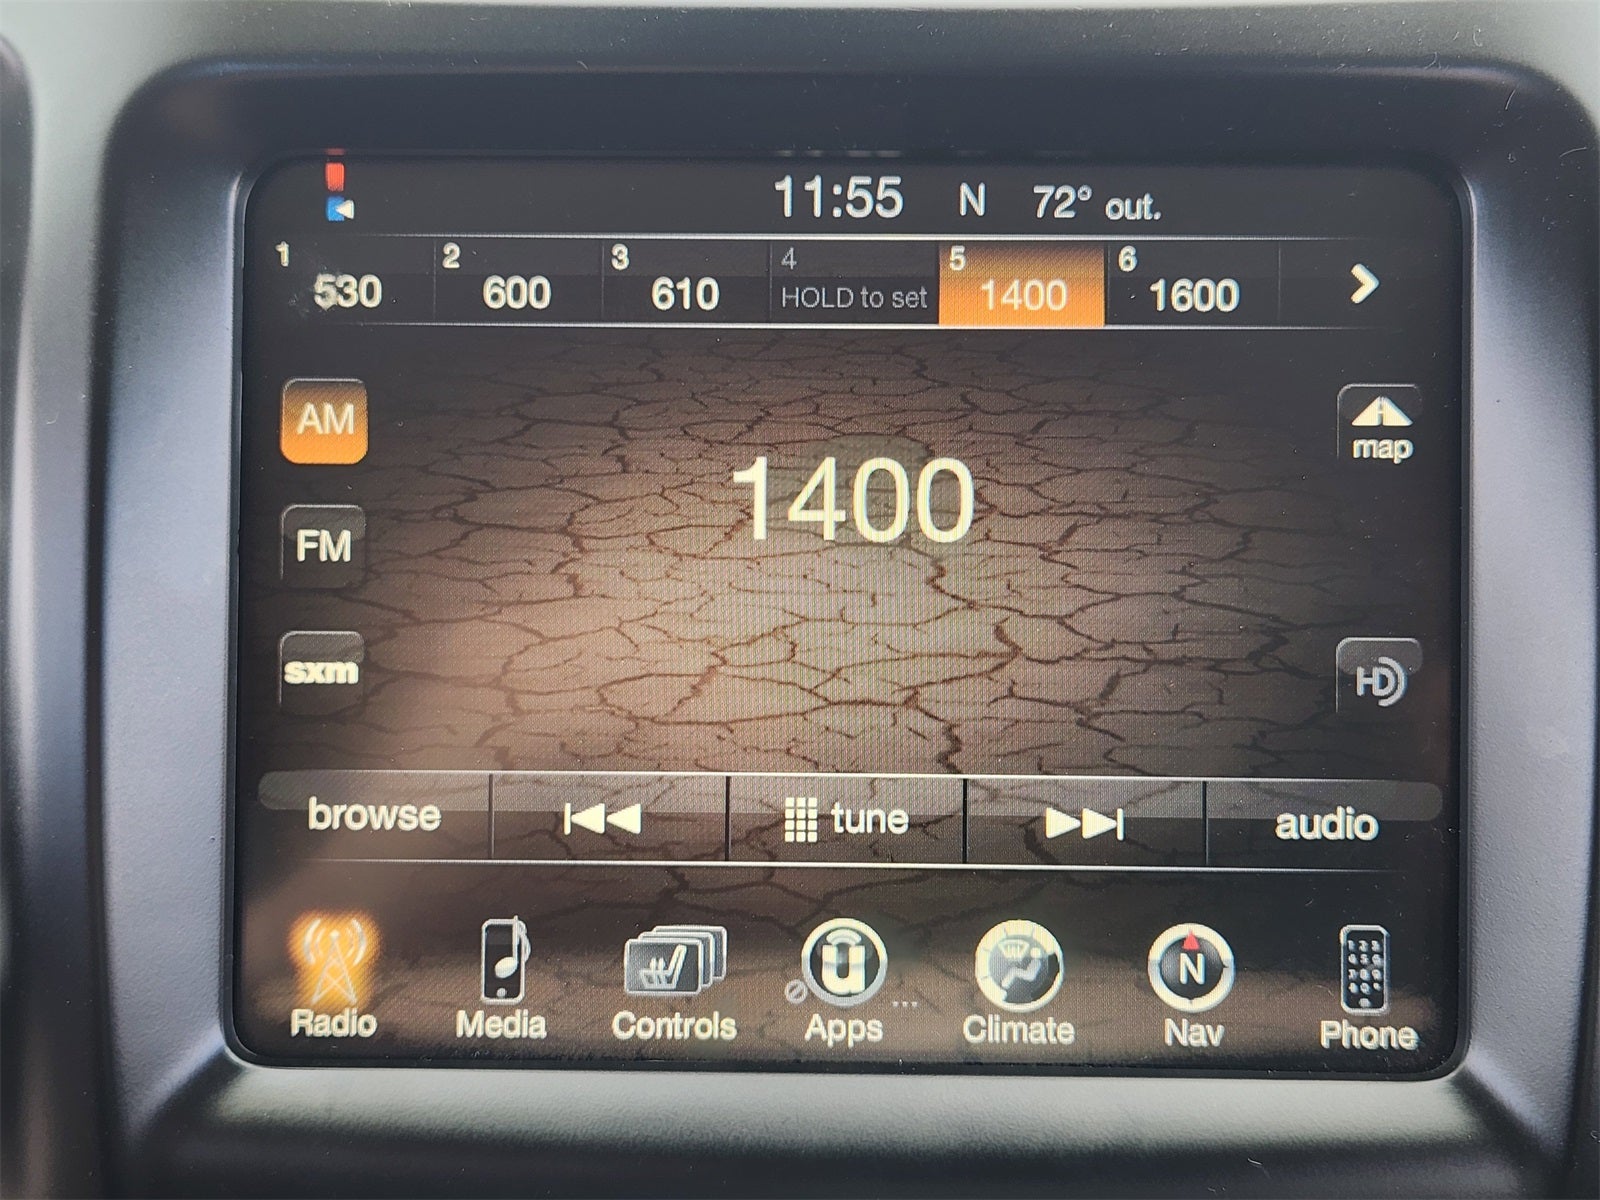 11:55 N 72° out.
1 2 3 4 5 6
530 600 610 HOLD to set 1400 1600
AM
map
1400
FM
sxm
HD
browse tune audio
N
Radio Media Controls Apps Climate Nav Phone